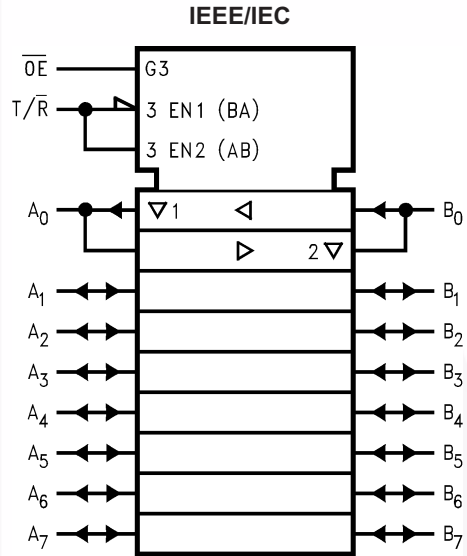 IEEE/IEC
O̅E̅ G3
T/R̅ 3 EN1 (BA)
3 EN2 (AB)
A₀ ▽ 1 ◁ B₀
▷ 2 ▽
A₁ B₁
A₂ B₂
A₃ B₃
A₄ B₄
A₅ B₅
A₆ B₆
A₇ B₇